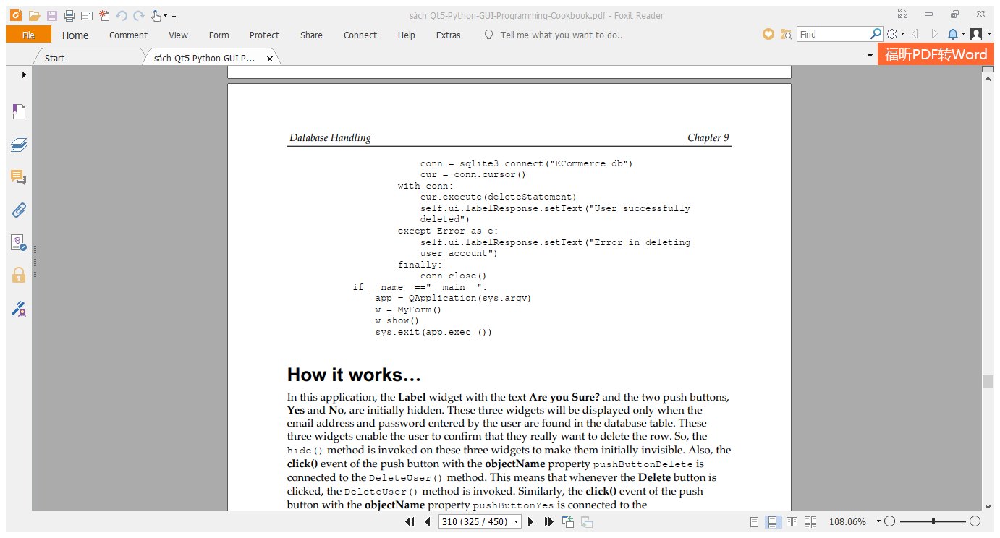 sách Qt5-Python-GUI-Programming-Cookbook.pdf - Foxit Reader
File Home Comment View Form Protect Share Connect Help Extras Tell me what you want to do.. Find
Start sách Qt5-Python-GUI-P... 福昕PDF转Word
Database Handling Chapter 9
conn = sqlite3.connect("ECommerce.db")
cur = conn.cursor()
with conn:
cur.execute(deleteStatement)
self.ui.labelResponse.setText("User successfully
deleted")
except Error as e:
self.ui.labelResponse.setText("Error in deleting
user account")
finally:
conn.close()
if __name__=="__main__":
app = QApplication(sys.argv)
w = MyForm()
w.show()
sys.exit(app.exec_())
How it works...
In this application, the Label widget with the text Are you Sure? and the two push buttons,
Yes and No, are initially hidden. These three widgets will be displayed only when the
email address and password entered by the user are found in the database table. These
three widgets enable the user to confirm that they really want to delete the row. So, the
hide() method is invoked on these three widgets to make them initially invisible. Also, the
click() event of the push button with the objectName property pushButtonDelete is
connected to the DeleteUser() method. This means that whenever the Delete button is
clicked, the DeleteUser() method is invoked. Similarly, the click() event of the push
button with the objectName property pushButtonYes is connected to the
310 (325 / 450) 108.06%